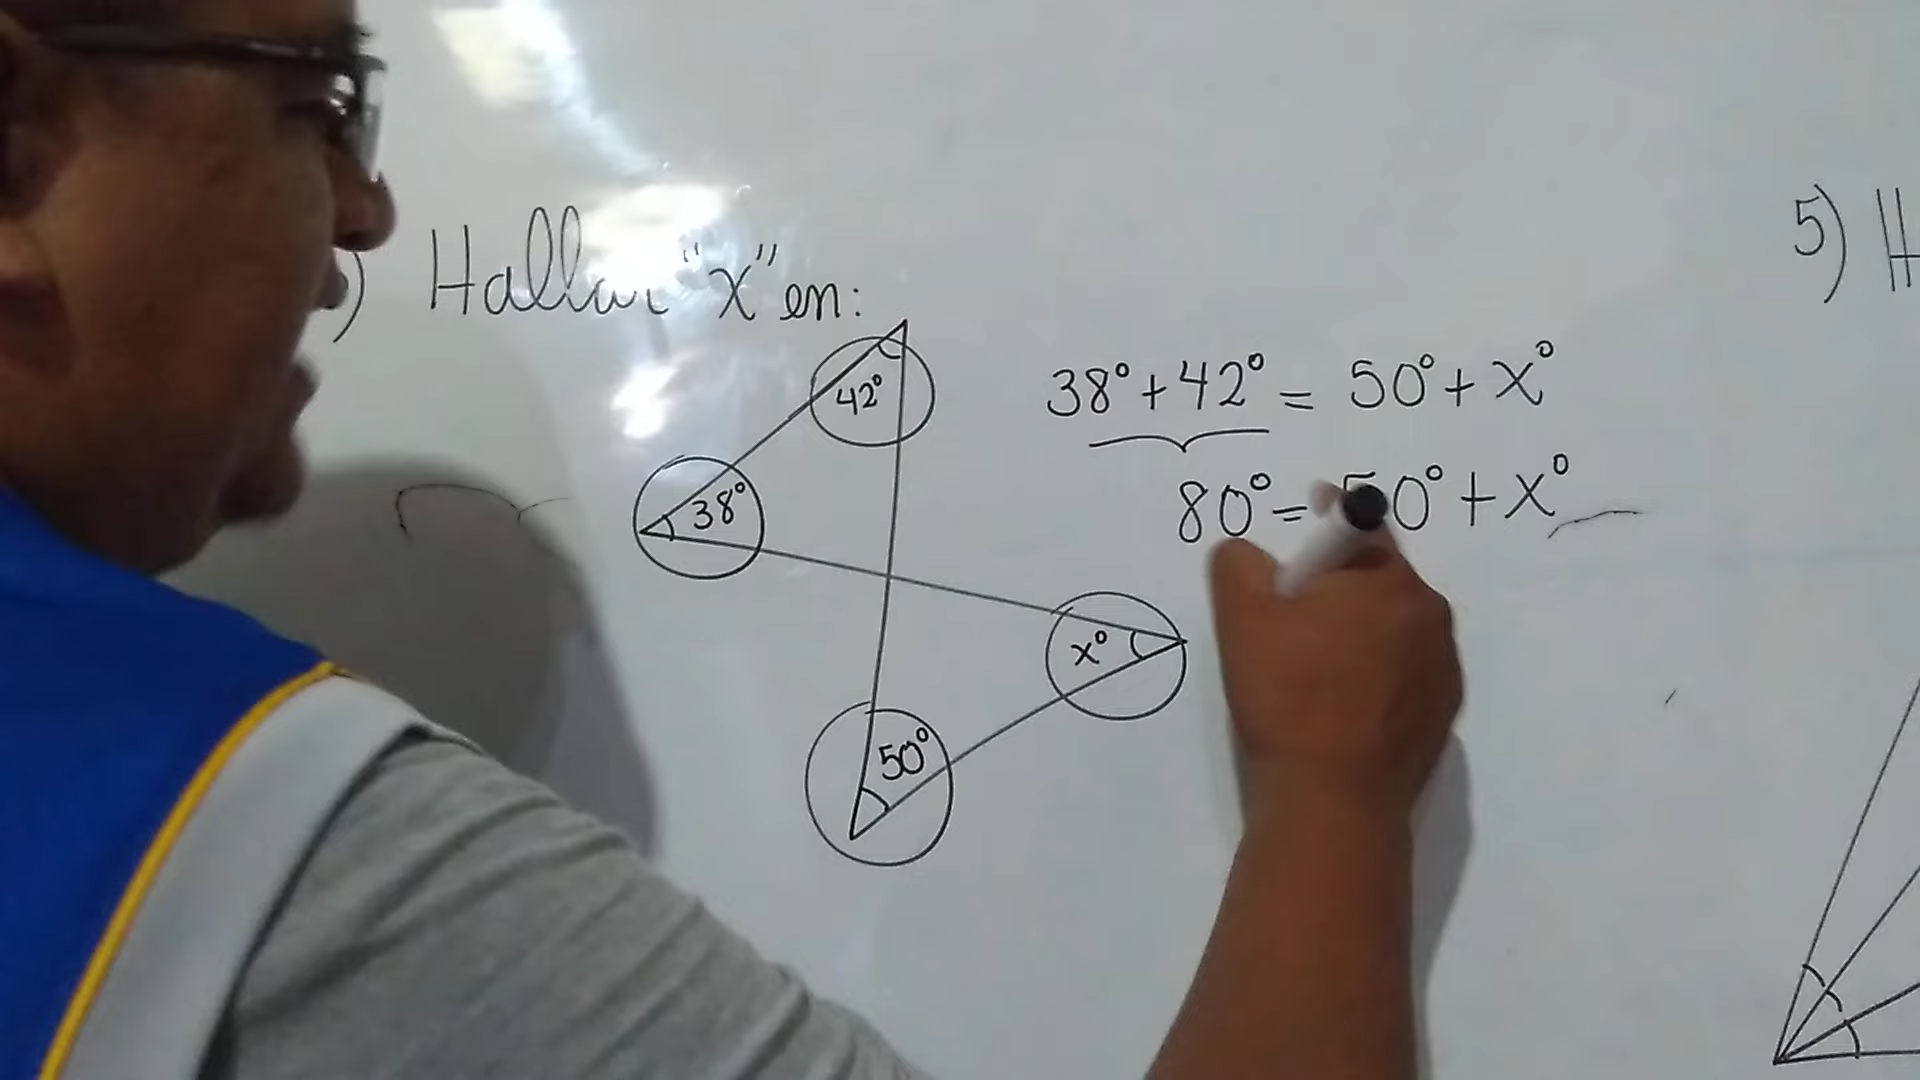 ) Hallar "x" en:
42°
38°
x°
50°
38° + 42° = 50° + x°
80° = 50° + x°
5) H